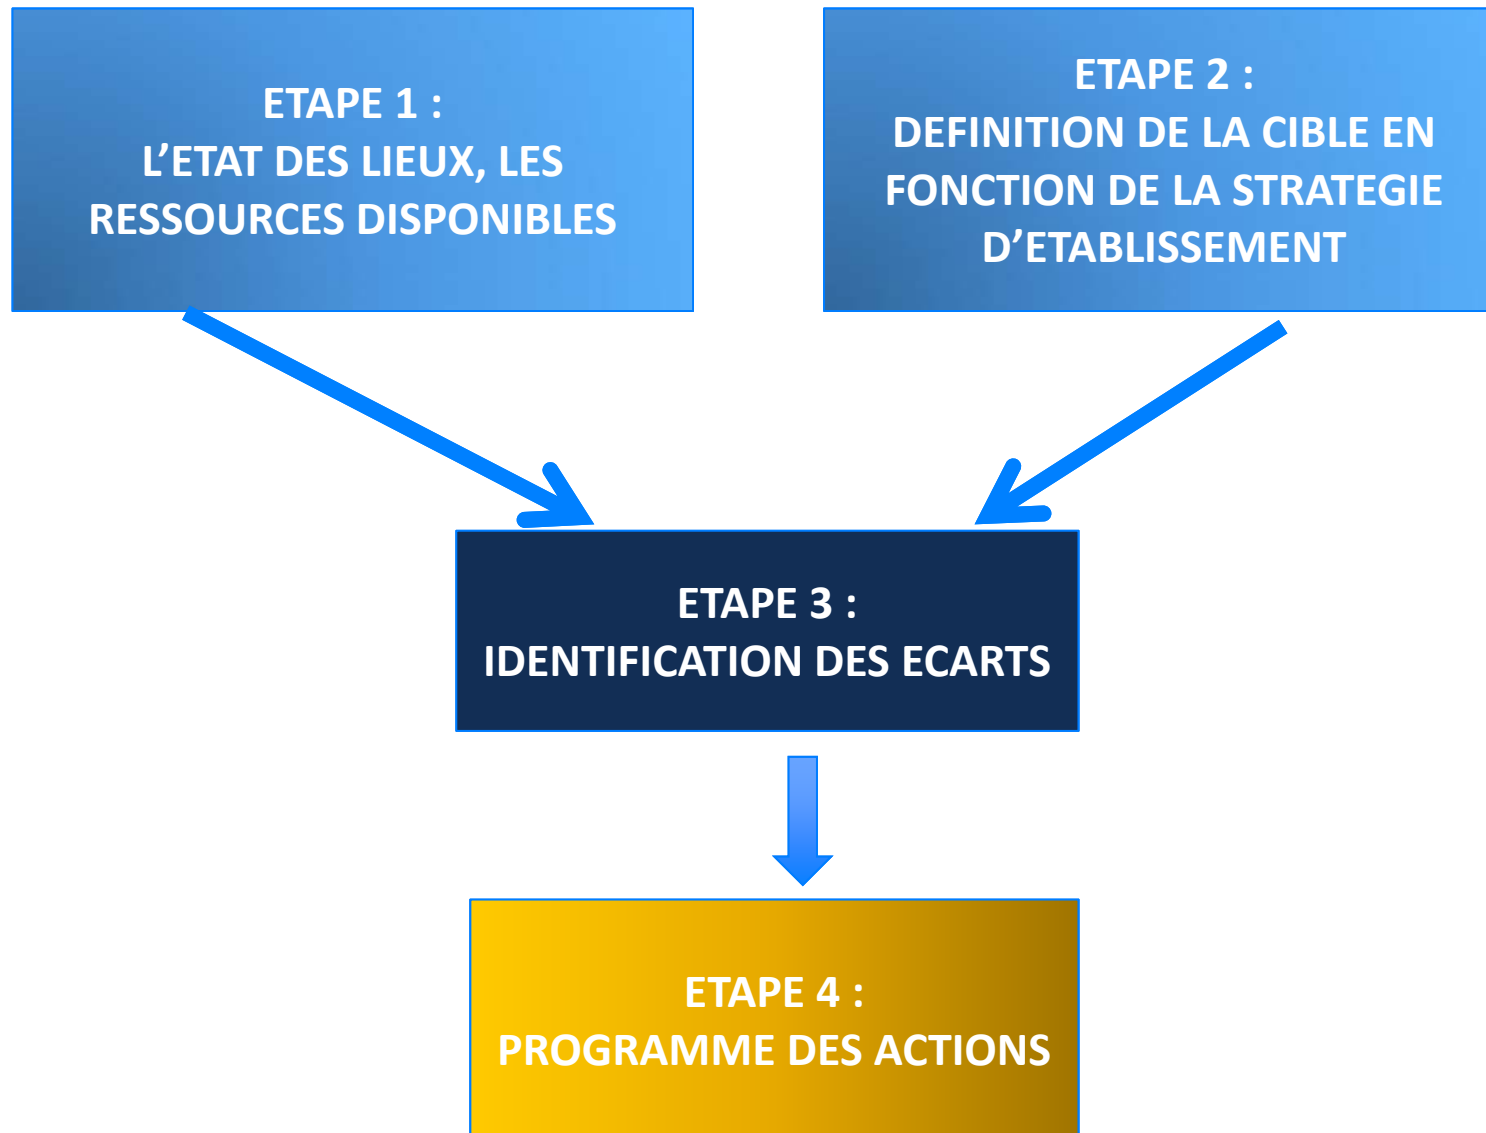 ETAPE 1 :
L’ETAT DES LIEUX, LES
RESSOURCES DISPONIBLES
ETAPE 2 :
DEFINITION DE LA CIBLE EN
FONCTION DE LA STRATEGIE
D’ETABLISSEMENT
ETAPE 3 :
IDENTIFICATION DES ECARTS
ETAPE 4 :
PROGRAMME DES ACTIONS